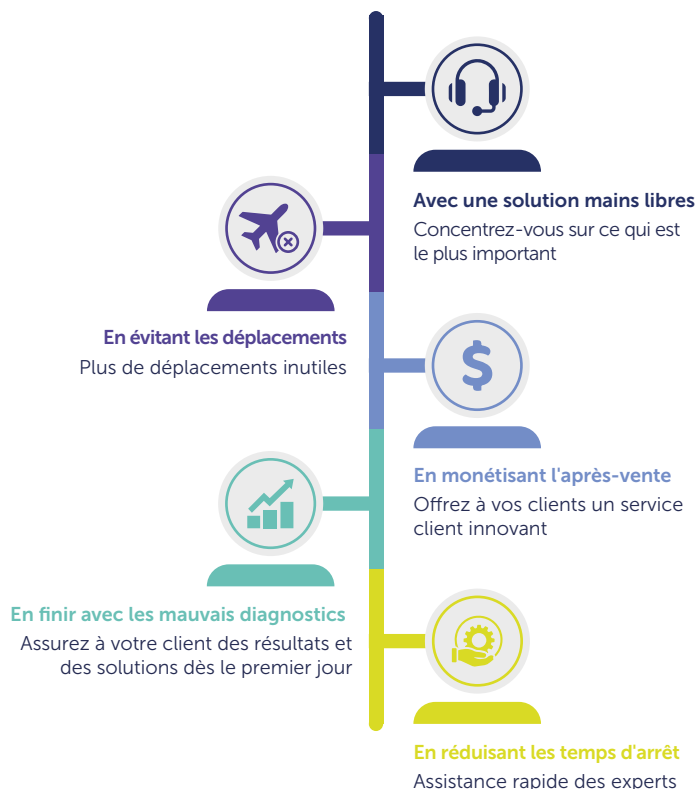 Avec une solution mains libres
Concentrez-vous sur ce qui est
le plus important
En évitant les déplacements
Plus de déplacements inutiles
En monétisant l'après-vente
Offrez à vos clients un service
client innovant
En finir avec les mauvais diagnostics
Assurez à votre client des résultats et
des solutions dès le premier jour
En réduisant les temps d'arrêt
Assistance rapide des experts